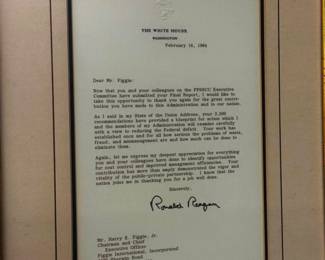 THE WHITE HOUSE
WASHINGTON
February 16, 1984
Dear Mr. Figgie:
Now that you and your colleagues on the PPSSCC Executive
Committee have submitted your Final Report, I would like to
take this opportunity to thank you again for the great contri-
bution you have made to this Administration and to our nation.
As I said in my State of the Union Address, your 2,500
recommendations have provided a blueprint for action which I
and the members of my Administration will examine carefully
with a view to reducing the Federal deficit. Your work has
established once and for all how serious the problems of waste,
fraud, and mismanagement are and how much can be done to
eliminate them.
Again, let me express my deepest appreciation for everything
you and your colleagues have done to identify opportunities
for cost control and improved management efficiencies. Your
contribution has more than amply demonstrated the vigor and
vitality of the public-private partnership. I know that the
nation joins me in thanking you for a job well done.
Sincerely,
Ronald Reagan
Mr. Harry E. Figgie, Jr.
Chairman and Chief
Executive Officer
Figgie International, Incorporated
Road